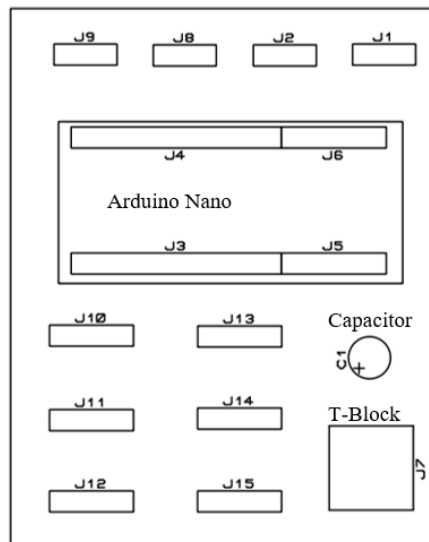 J9 J8 J2 J1
J4 J6
Arduino Nano
J3 J5
J10 J13
Capacitor
C1
+
J11 J14
T-Block
J7
J12 J15